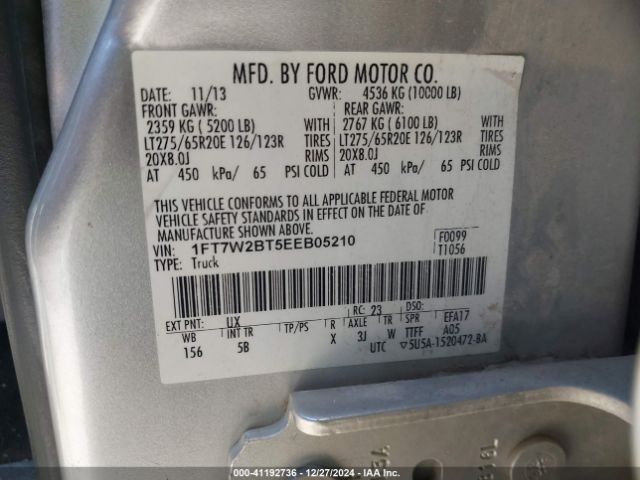 MFD. BY FORD MOTOR CO.
DATE: 11/13 GVWR: 4536 KG (10000 LB)
FRONT GAWR: REAR GAWR:
2359 KG ( 5200 LB) WITH 2767 KG ( 6100 LB) WITH
LT275/65R20E 126/123R TIRES LT275/65R20E 126/123R TIRES
20X8.0J RIMS 20X8.0J RIMS
AT 450 kPa/ 65 PSI COLD AT 450 kPa/ 65 PSI COLD
THIS VEHICLE CONFORMS TO ALL APPLICABLE FEDERAL MOTOR
VEHICLE SAFETY STANDARDS IN EFFECT ON THE DATE OF
MANUFACTURE SHOWN ABOVE.
VIN: 1FT7W2BT5EEB05210 F0099
TYPE: Truck T1056
EXT PNT: UX RC: 23 DSO:
WB INT TR TP/PS R AXLE TR SPR EFA17
156 5B X 3J W TTFF A05
UTC ▽5U5A-1520472-BA
00-41192736 - 12/27/2024 - IAAI.COM